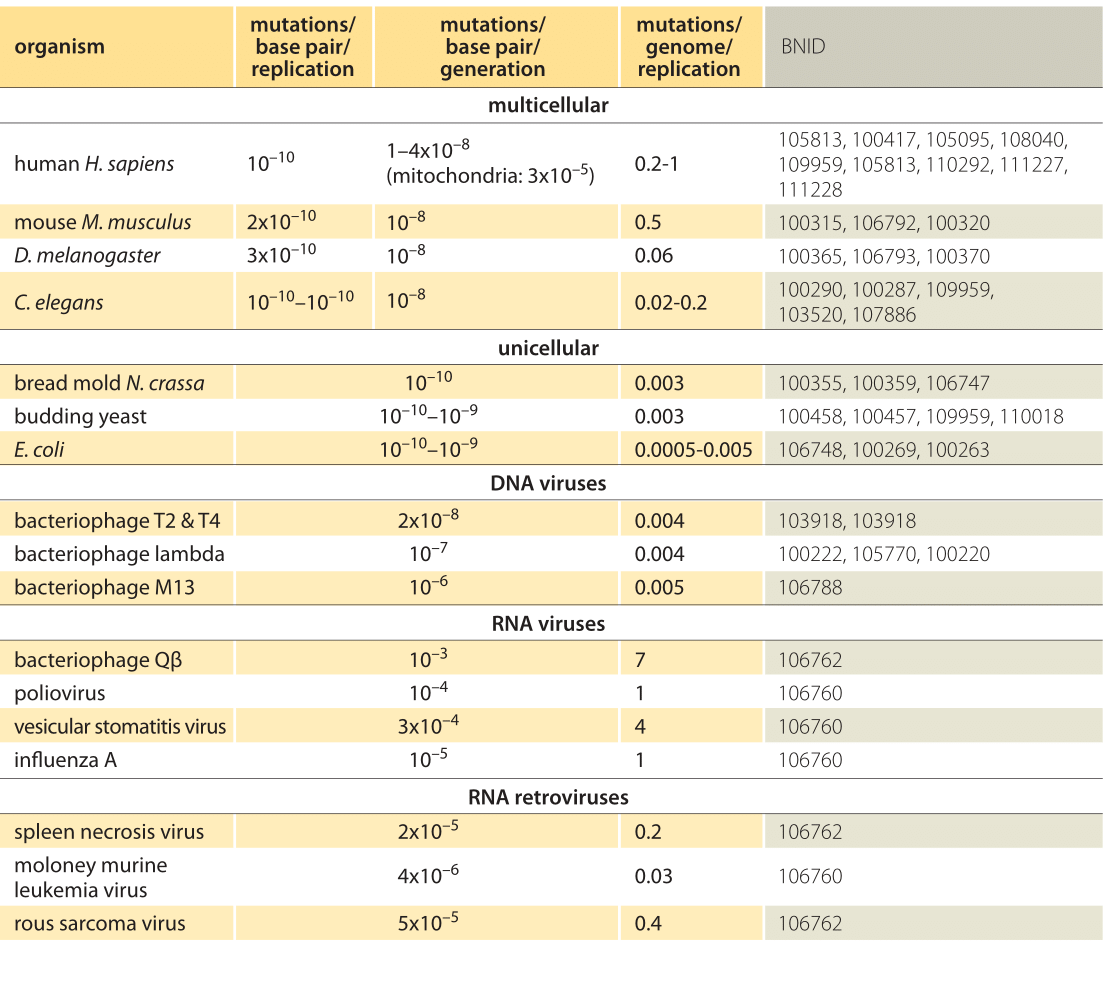 organism mutations/ base pair/ replication mutations/ base pair/ generation mutations/ genome/ replication BNID
multicellular
human H. sapiens 10⁻¹⁰ 1–4x10⁻⁸ (mitochondria: 3x10⁻⁵) 0.2-1 105813, 100417, 105095, 108040, 109959, 105813, 110292, 111227, 111228
mouse M. musculus 2x10⁻¹⁰ 10⁻⁸ 0.5 100315, 106792, 100320
D. melanogaster 3x10⁻¹⁰ 10⁻⁸ 0.06 100365, 106793, 100370
C. elegans 10⁻¹⁰–10⁻¹⁰ 10⁻⁸ 0.02-0.2 100290, 100287, 109959, 103520, 107886
unicellular
bread mold N. crassa 10⁻¹⁰ 0.003 100355, 100359, 106747
budding yeast 10⁻¹⁰–10⁻⁹ 0.003 100458, 100457, 109959, 110018
E. coli 10⁻¹⁰–10⁻⁹ 0.0005-0.005 106748, 100269, 100263
DNA viruses
bacteriophage T2 & T4 2x10⁻⁸ 0.004 103918, 103918
bacteriophage lambda 10⁻⁷ 0.004 100222, 105770, 100220
bacteriophage M13 10⁻⁶ 0.005 106788
RNA viruses
bacteriophage Qβ 10⁻³ 7 106762
poliovirus 10⁻⁴ 1 106760
vesicular stomatitis virus 3x10⁻⁴ 4 106760
influenza A 10⁻⁵ 1 106760
RNA retroviruses
spleen necrosis virus 2x10⁻⁵ 0.2 106762
moloney murine leukemia virus 4x10⁻⁶ 0.03 106760
rous sarcoma virus 5x10⁻⁵ 0.4 106762